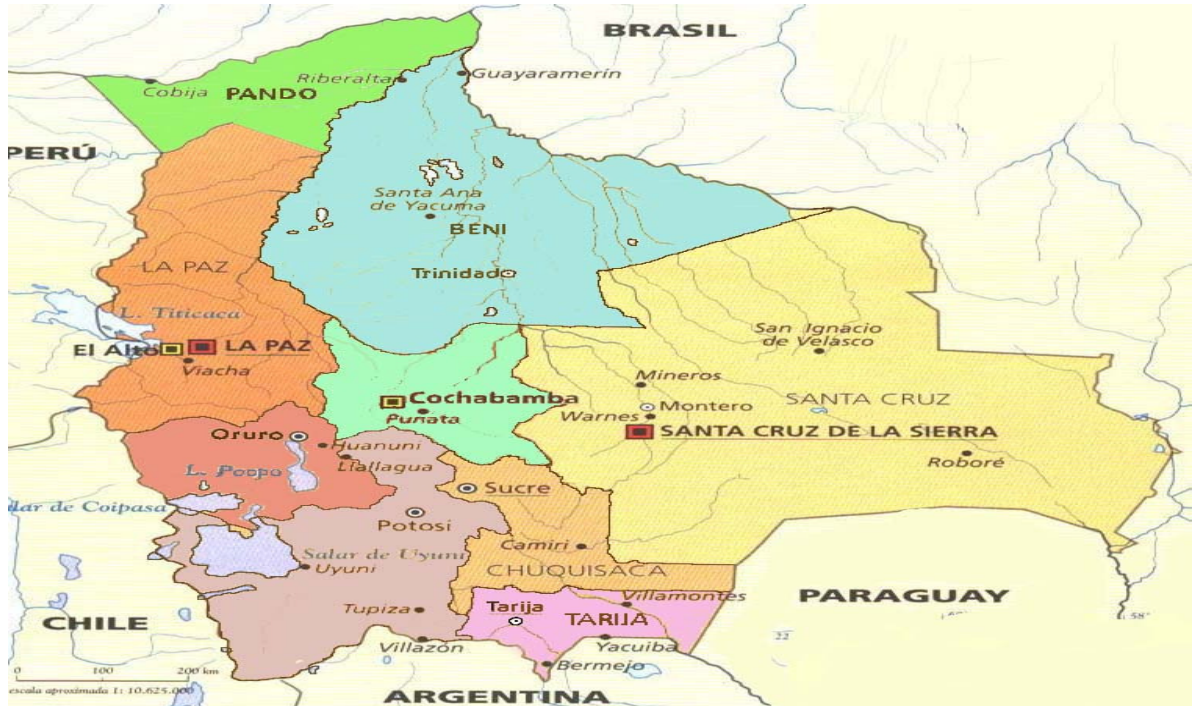 BRASIL
Guayaramerín
Riberalta
Cobija
PANDO
PERÚ
Santa Ana
de Yacuma
BENI
Trinidad
LA PAZ
L. Titicaca
El Alto
LA PAZ
Viacha
San Ignacio
de Velasco
Mineros
SANTA CRUZ
Cochabamba
Punata
Montero
Warnes
SANTA CRUZ DE LA SIERRA
Roboré
Oruro
Huanuni
Llallagua
L. Poopo
Sucre
lar de Coipasa
Potosí
Salar de Uyuni
Uyuni
Camiri
CHUQUISACA
Tupiza
Tarija
Villamontes
TARIJA
PARAGUAY
22
58°
CHILE
Villazón
Yacuiba
Bermejo
0 100 200 km
escala aproximada 1: 10.625.000
ARGENTINA